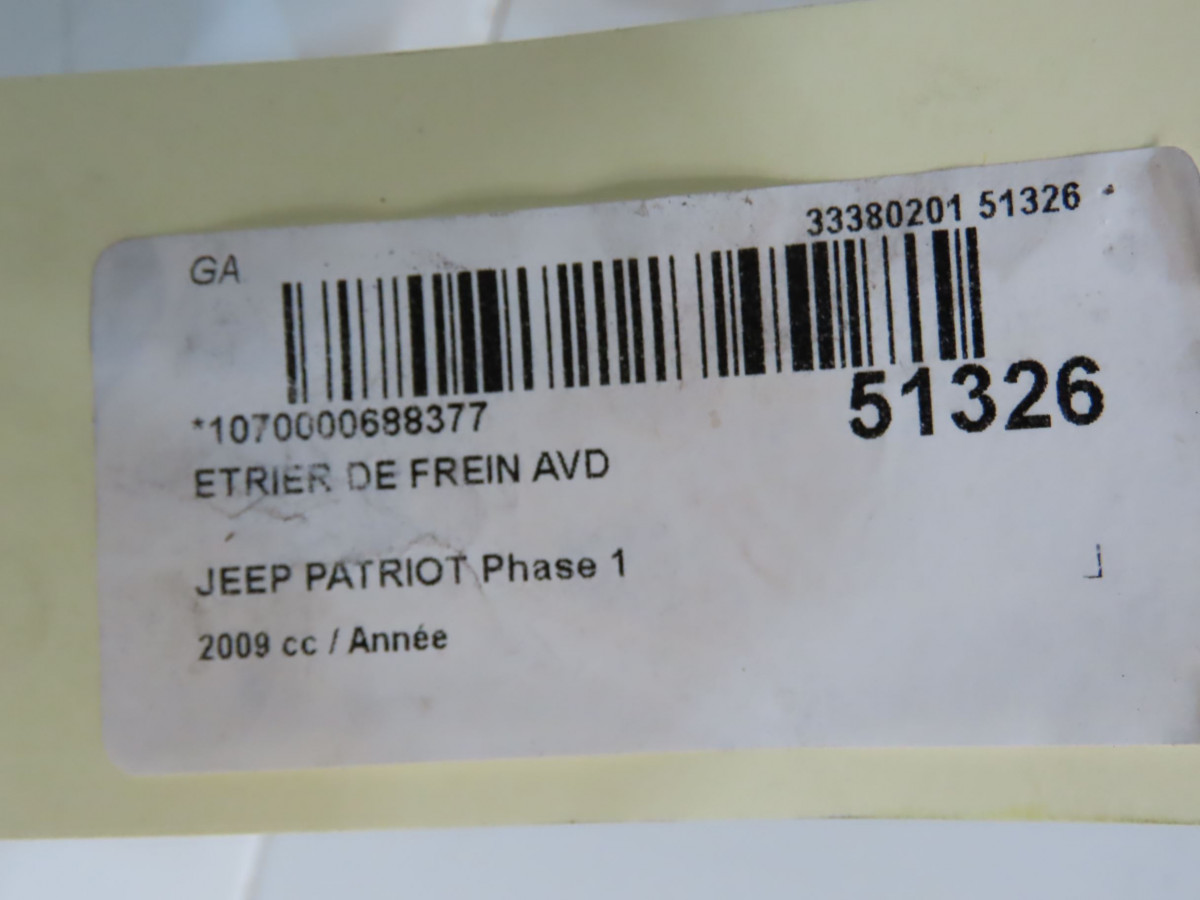 GA
33380201 51326
*1070000688377
51326
ETRIER DE FREIN AVD
JEEP PATRIOT Phase 1
2009 cc / Année